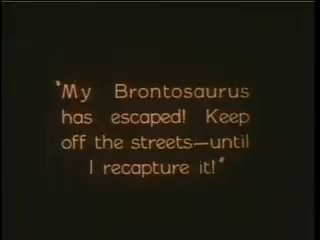 "My Brontosaurus
has escaped! Keep
off the streets—until
I recapture it!"